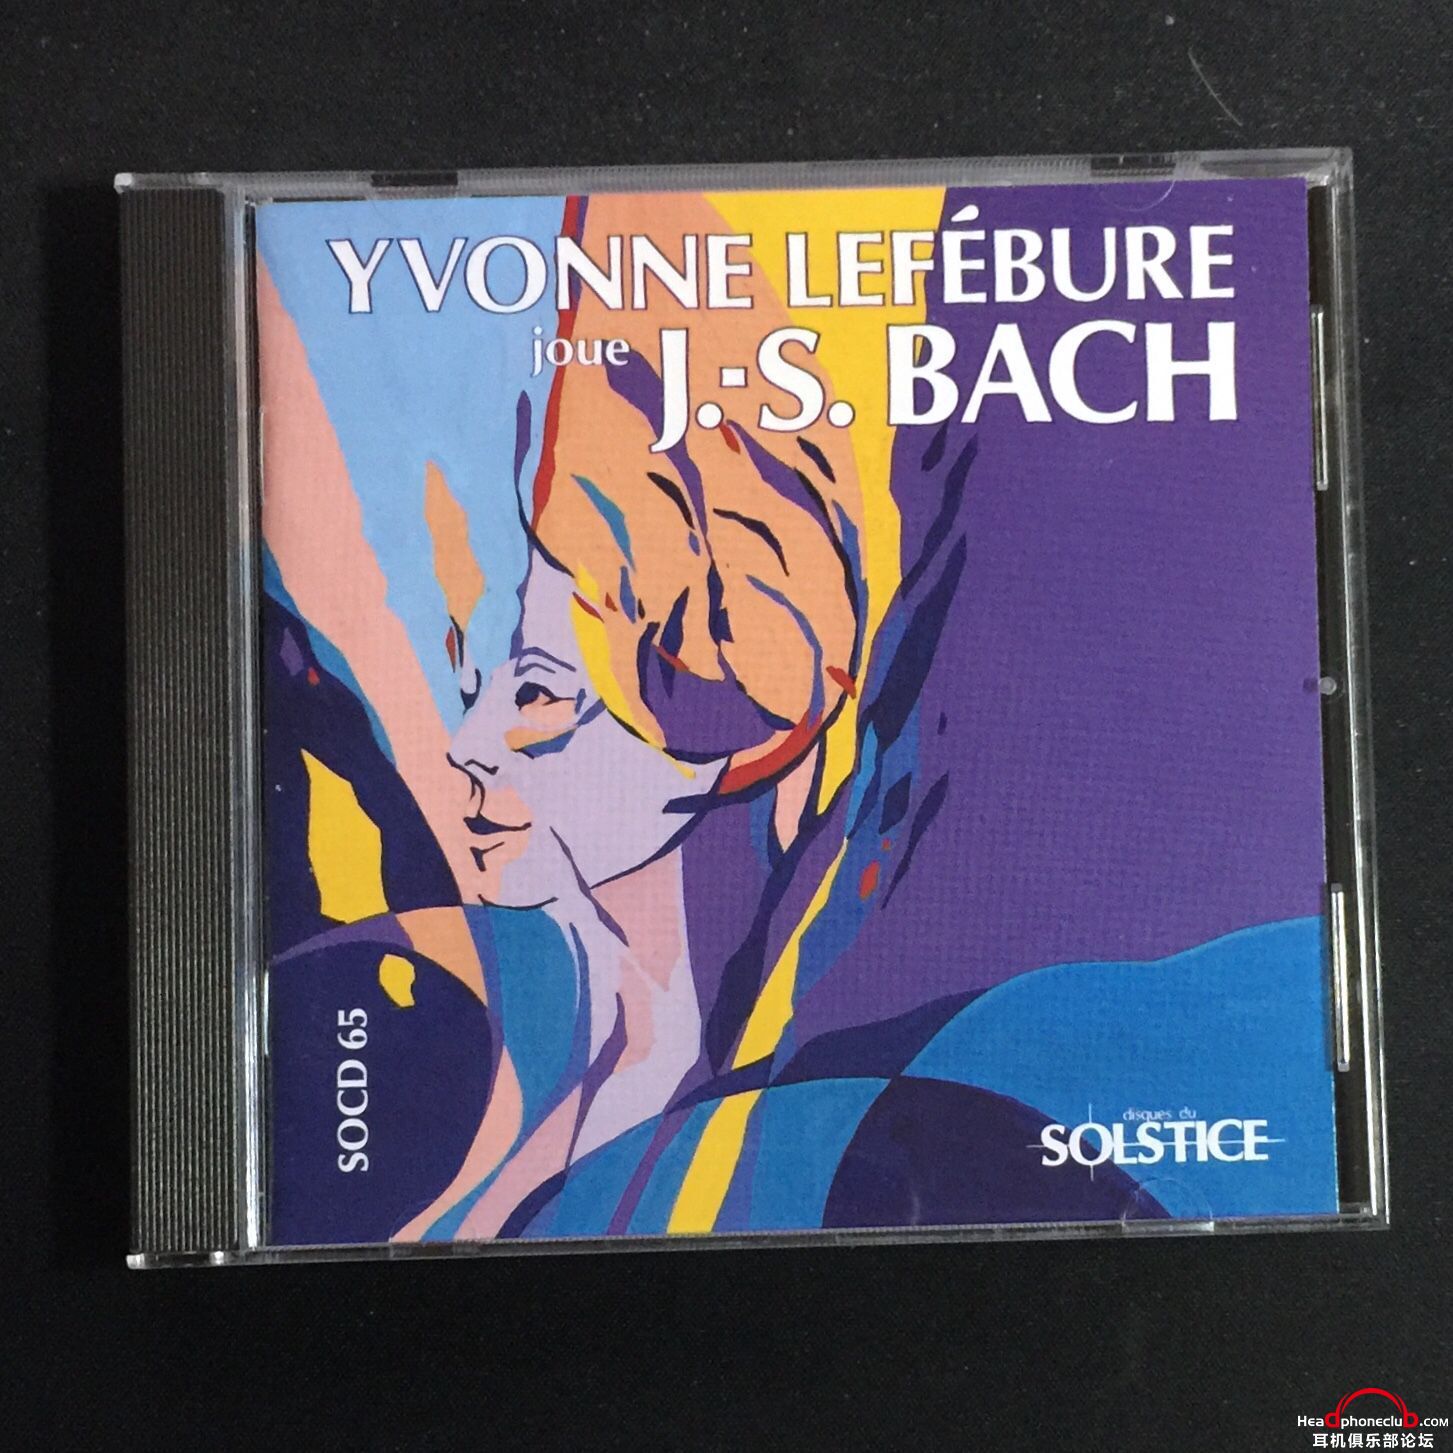 YVONNE LEFÉBURE
joue J.-S. BACH
SOCD 65
disques du
SOLSTICE
Headphoneclub.com
耳机俱乐部论坛